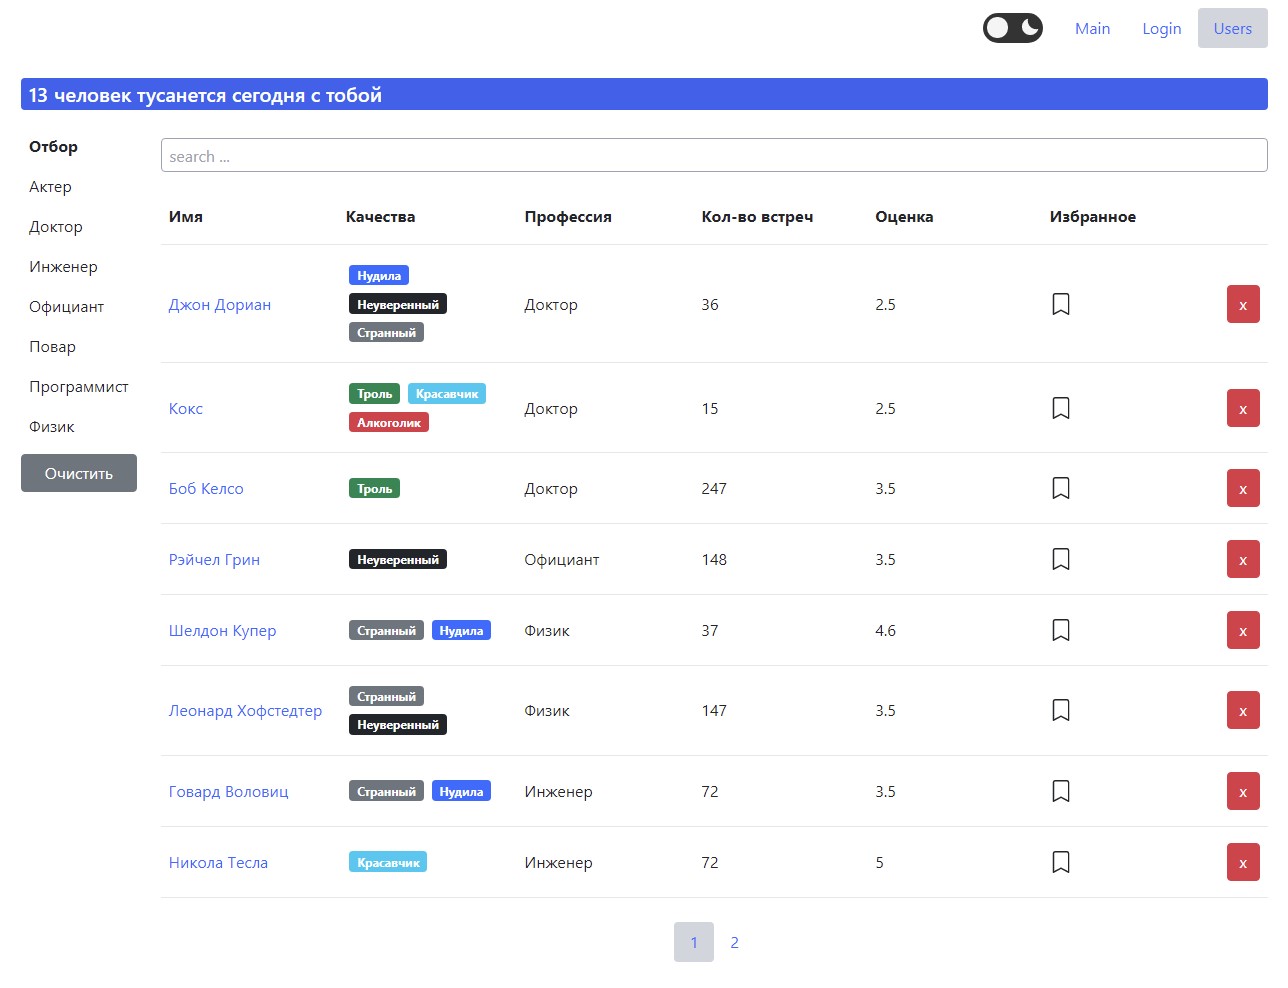 Main Login Users
13 человек тусанется сегодня с тобой
Отбор
Актер
Доктор
Инженер
Официант
Повар
Программист
Физик
Очистить
search ...
Имя Качества Профессия Кол-во встреч Оценка Избранное
Джон Дориан Нудила Неуверенный Странный Доктор 36 2.5 x
Кокс Троль Красавчик Алкоголик Доктор 15 2.5 x
Боб Келсо Троль Доктор 247 3.5 x
Рэйчел Грин Неуверенный Официант 148 3.5 x
Шелдон Купер Странный Нудила Физик 37 4.6 x
Леонард Хофстедтер Странный Неуверенный Физик 147 3.5 x
Говард Воловиц Странный Нудила Инженер 72 3.5 x
Никола Тесла Красавчик Инженер 72 5 x
1 2